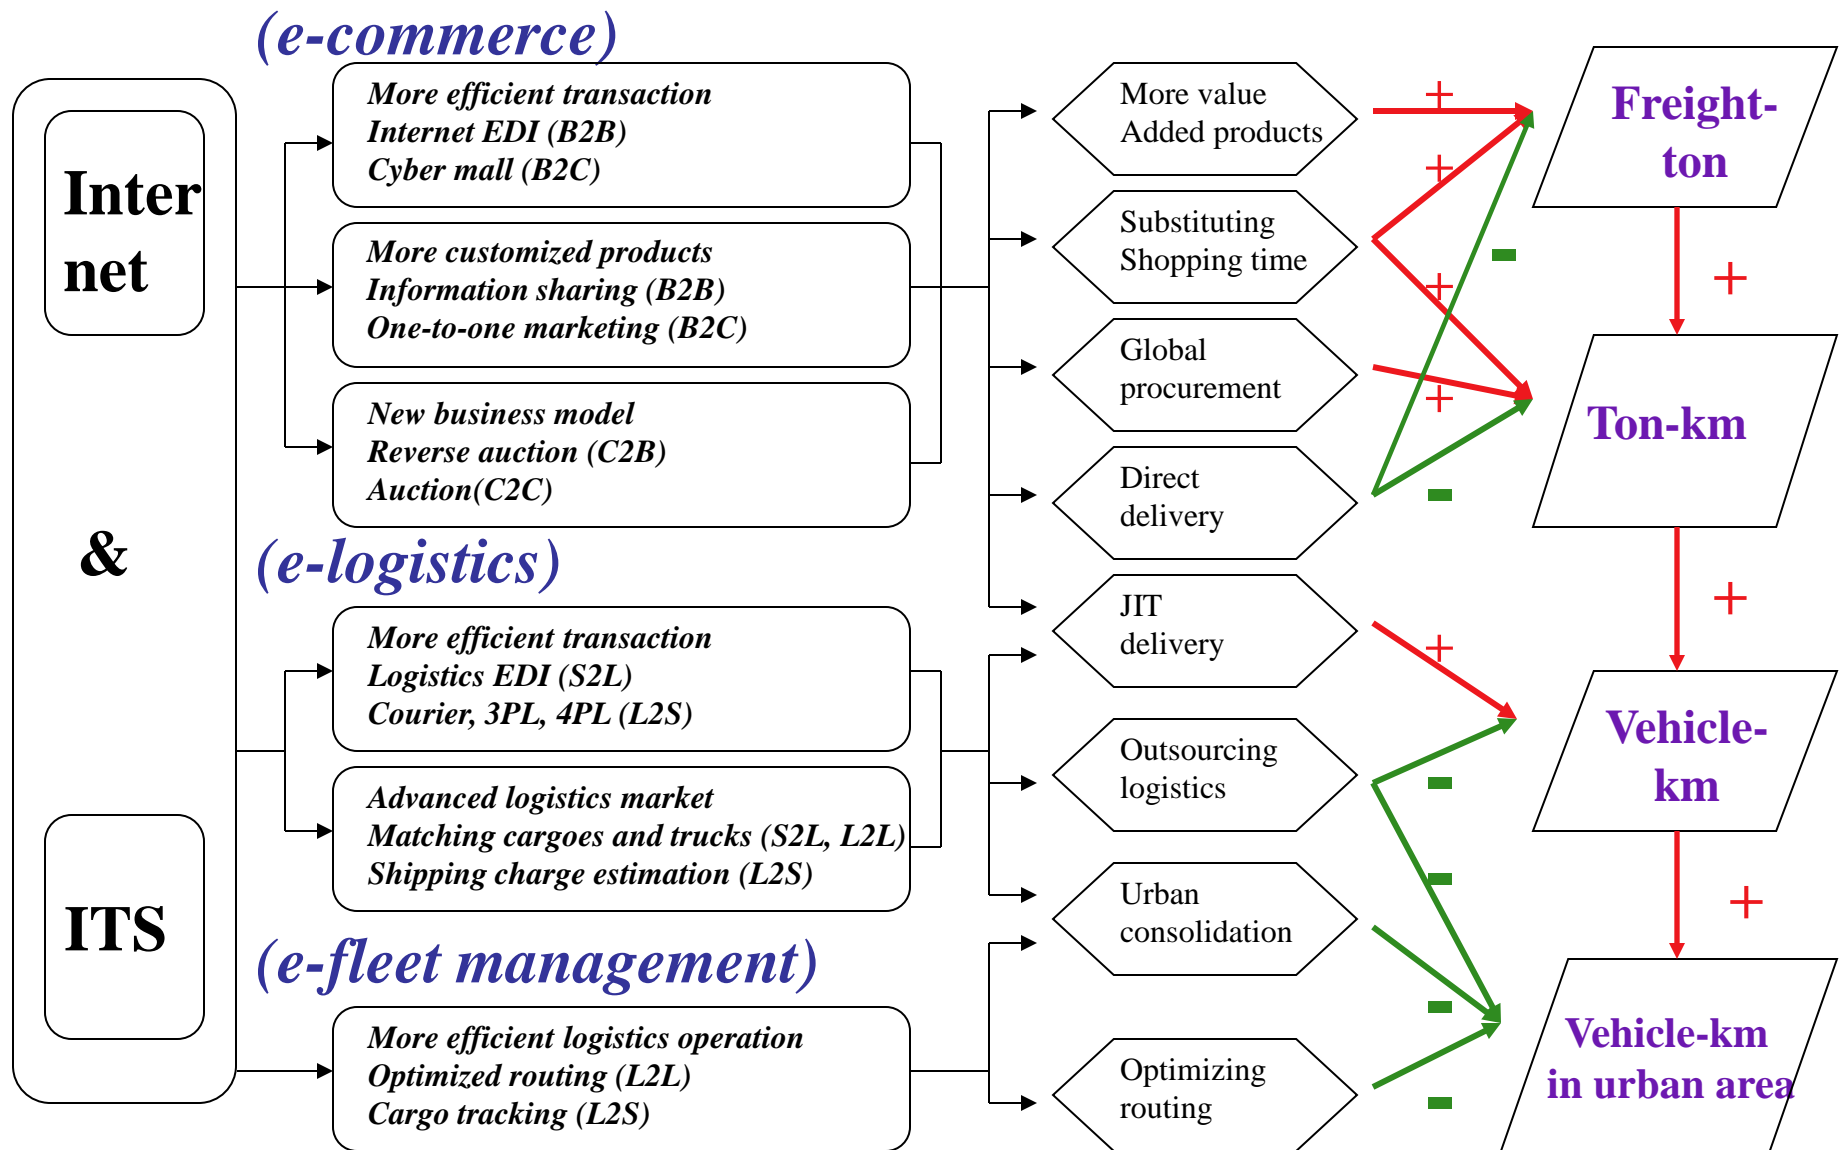 (e-commerce)
Inter
net
&
ITS
More efficient transaction
Internet EDI (B2B)
Cyber mall (B2C)
More customized products
Information sharing (B2B)
One-to-one marketing (B2C)
New business model
Reverse auction (C2B)
Auction(C2C)
(e-logistics)
More efficient transaction
Logistics EDI (S2L)
Courier, 3PL, 4PL (L2S)
Advanced logistics market
Matching cargoes and trucks (S2L, L2L)
Shipping charge estimation (L2S)
(e-fleet management)
More efficient logistics operation
Optimized routing (L2L)
Cargo tracking (L2S)
More value
Added products
Substituting
Shopping time
Global
procurement
Direct
delivery
JIT
delivery
Outsourcing
logistics
Urban
consolidation
Optimizing
routing
+
+
+
+
-
-
+
-
-
-
-
Freight-
ton
+
Ton-km
+
Vehicle-
km
+
Vehicle-km
in urban area